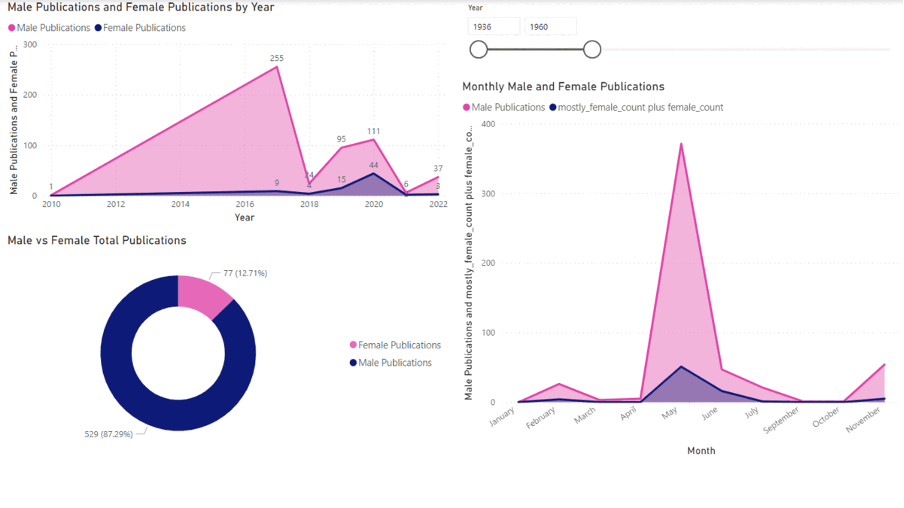 Male Publications and Female Publications by Year
Male Publications Female Publications
Male Publications and Female P...
300
200
100
0
1
255
9
24
4
95
15
111
44
6
37
3
2010 2012 2014 2016 2018 2020 2022
Year
Male vs Female Total Publications
77 (12.71%)
529 (87.29%)
Female Publications
Male Publications
Year
1936 1960
Monthly Male and Female Publications
Male Publications mostly_female_count plus female_count
Male Publications and mostly_female_count plus female_co...
400
300
200
100
0
January February March April May June July September October November
Month